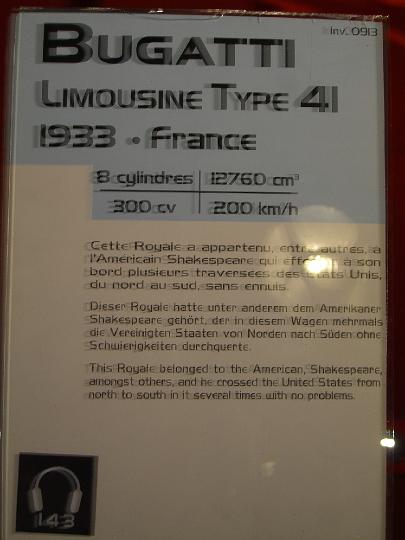 Inv. 0913
BUGATTI
LIMOUSINE TYPE 41
1933 • France
8 cylindres 12760 cm³
300 cv 200 km/h
Cette Royale a appartenu, entre autres, à
l'Américain Shakespeare qui effectua à son
bord plusieurs traversées des États Unis,
du nord au sud, sans ennuis.
Dieser Royale hatte unter anderem dem Amerikaner
Shakespeare gehört, der in diesem Wagen mehrmals
die Vereinigten Staaten von Norden nach Süden ohne
Schwierigkeiten durchquerte.
This Royale belonged to the American, Shakespeare,
amongst others, and he crossed the United States from
north to south in it several times with no problems.
143